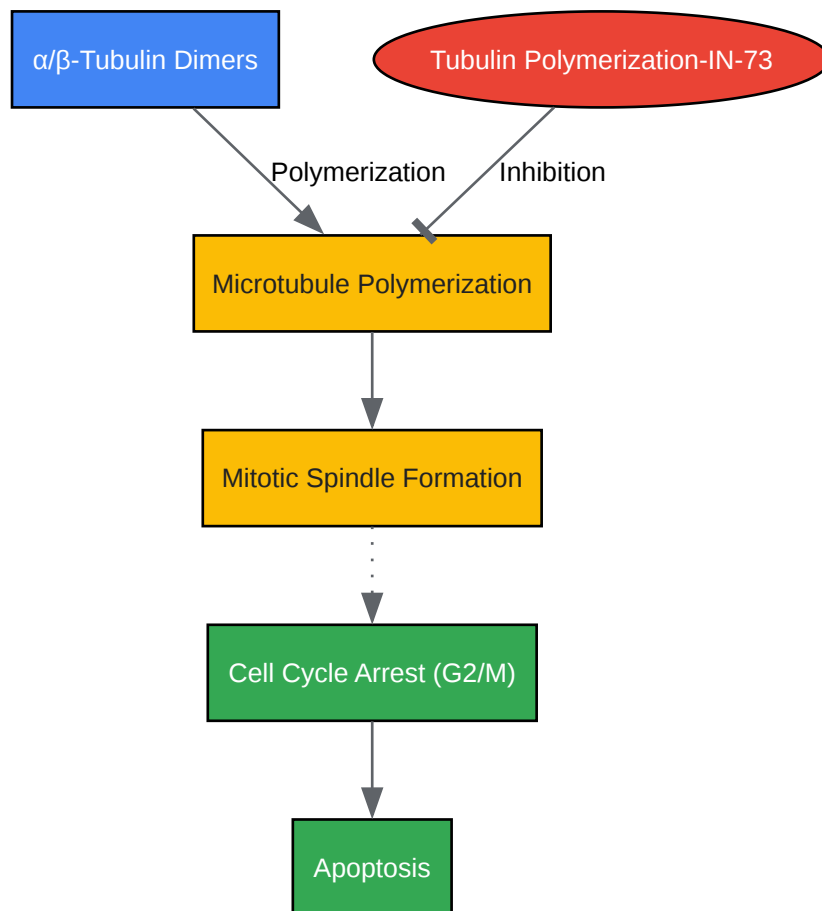 α/β-Tubulin Dimers
Tubulin Polymerization-IN-73
Polymerization
Inhibition
Microtubule Polymerization
Mitotic Spindle Formation
Cell Cycle Arrest (G2/M)
Apoptosis